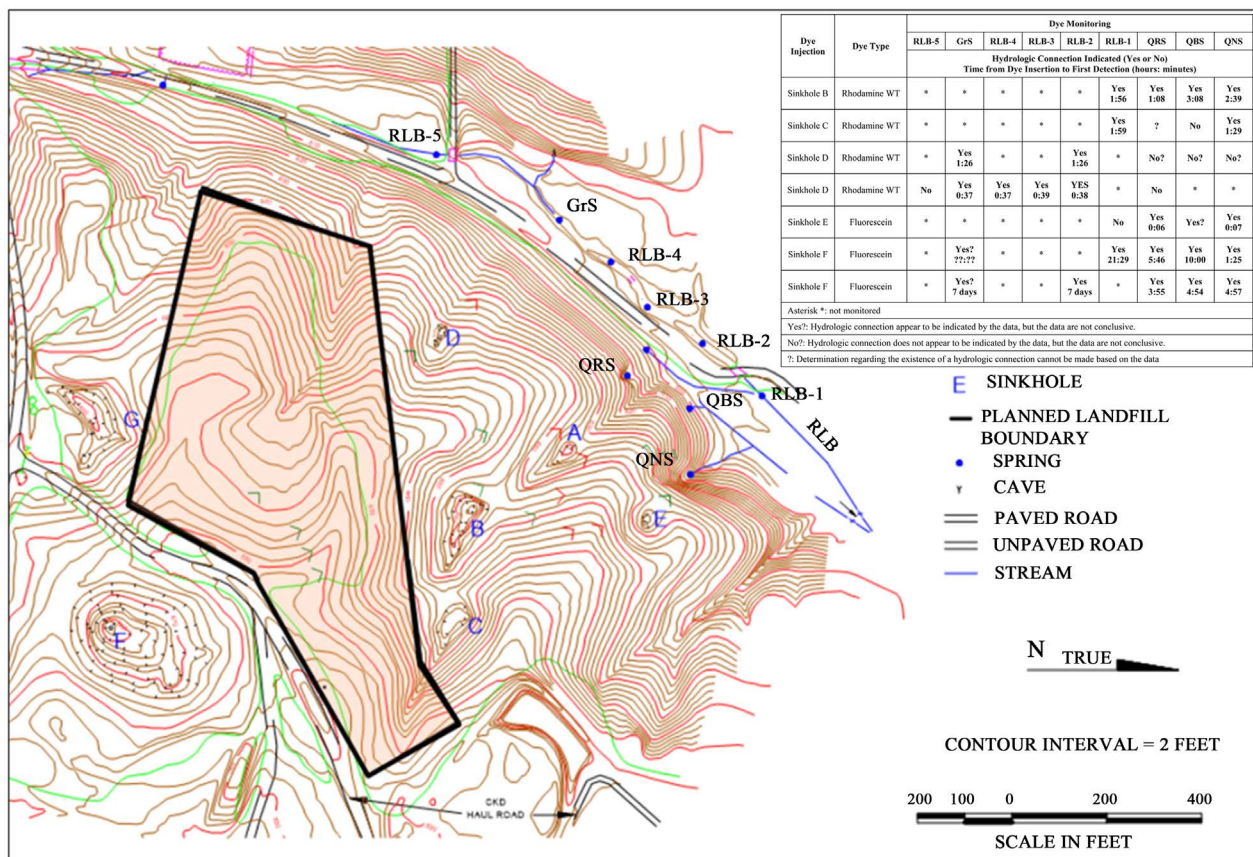 Dye Injection
Dye Type
Dye Monitoring
RLB-5 GrS RLB-4 RLB-3 RLB-2 RLB-1 QRS QBS QNS
Hydrologic Connection Indicated (Yes or No)
Time from Dye Insertion to First Detection (hours: minutes)
Sinkhole B Rhodamine WT * * * * * Yes 1:56 Yes 1:08 Yes 3:08 Yes 2:39
Sinkhole C Rhodamine WT * * * * * Yes 1:59 ? No Yes 1:29
Sinkhole D Rhodamine WT * Yes 1:26 * * Yes 1:26 * No? No? No?
Sinkhole D Rhodamine WT No Yes 0:37 Yes 0:37 Yes 0:39 YES 0:38 * No * *
Sinkhole E Fluorescein * * * * * No Yes 0:06 Yes? Yes 0:07
Sinkhole F Fluorescein * Yes? ??:?? * * * Yes 21:29 Yes 5:46 Yes 10:00 Yes 1:25
Sinkhole F Fluorescein * Yes? 7 days * * Yes 7 days * Yes 3:55 Yes 4:54 Yes 4:57
Asterisk *: not monitored
Yes?: Hydrologic connection appear to be indicated by the data, but the data are not conclusive.
No?: Hydrologic connection does not appear to be indicated by the data, but the data are not conclusive.
?: Determination regarding the existence of a hydrologic connection cannot be made based on the data
RLB-5
GrS
RLB-4
RLB-3
RLB-2
RLB-1
QRS
QBS
QNS
RLB
A
B
C
D
E
F
G
E SINKHOLE
PLANNED LANDFILL
BOUNDARY
SPRING
CAVE
PAVED ROAD
UNPAVED ROAD
STREAM
N TRUE
CONTOUR INTERVAL = 2 FEET
200 100 0 200 400
SCALE IN FEET
CKD
HAUL ROAD